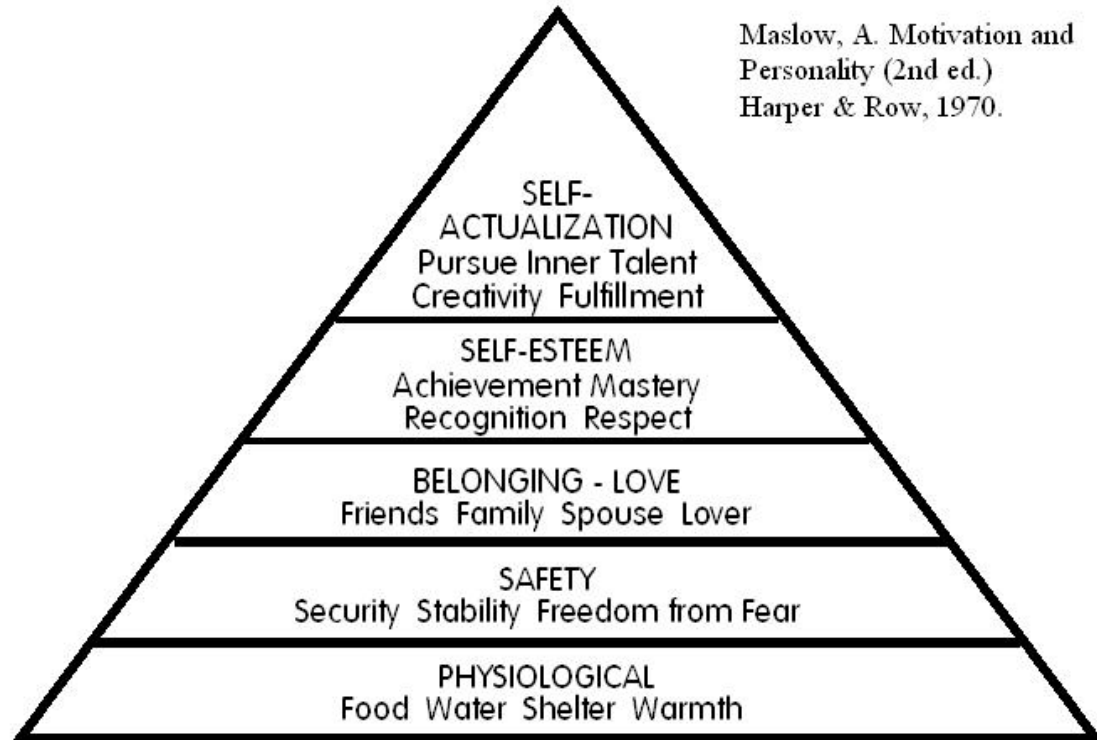 Maslow, A. Motivation and
Personality (2nd ed.)
Harper & Row, 1970.
SELF-
ACTUALIZATION
Pursue Inner Talent
Creativity Fulfillment
SELF-ESTEEM
Achievement Mastery
Recognition Respect
BELONGING - LOVE
Friends Family Spouse Lover
SAFETY
Security Stability Freedom from Fear
PHYSIOLOGICAL
Food Water Shelter Warmth